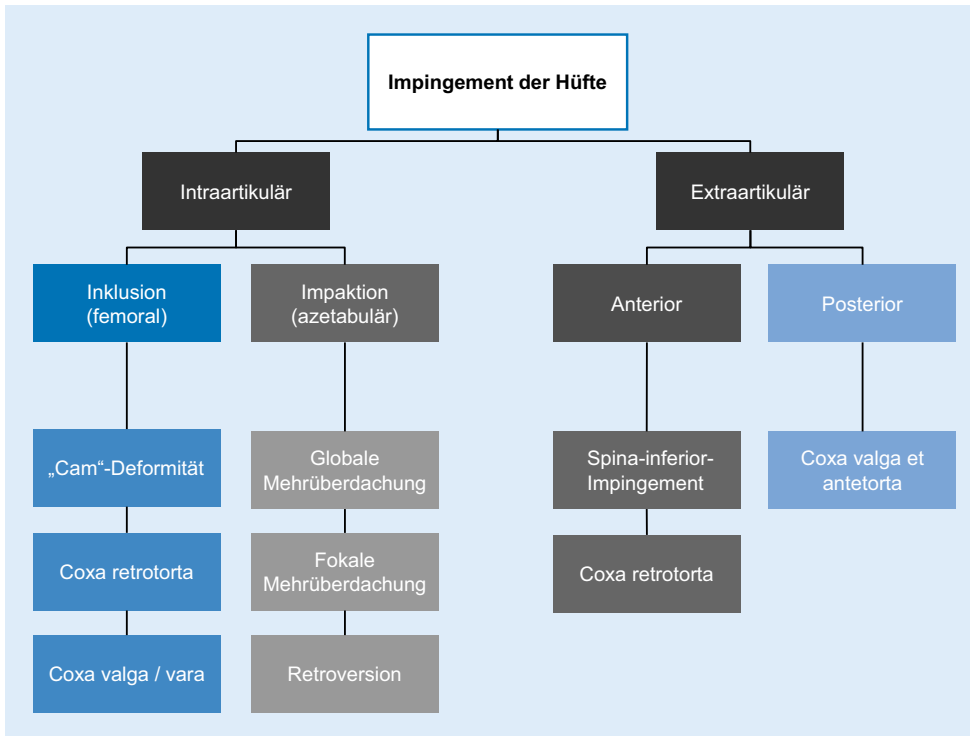 Impingement der Hüfte
Intraartikulär
Extraartikulär
Inklusion
(femoral)
Impaktion
(azetabulär)
Anterior
Posterior
„Cam“-Deformität
Globale
Mehrüberdachung
Spina-inferior-
Impingement
Coxa valga et
antetorta
Coxa retrotorta
Fokale
Mehrüberdachung
Coxa retrotorta
Coxa valga / vara
Retroversion